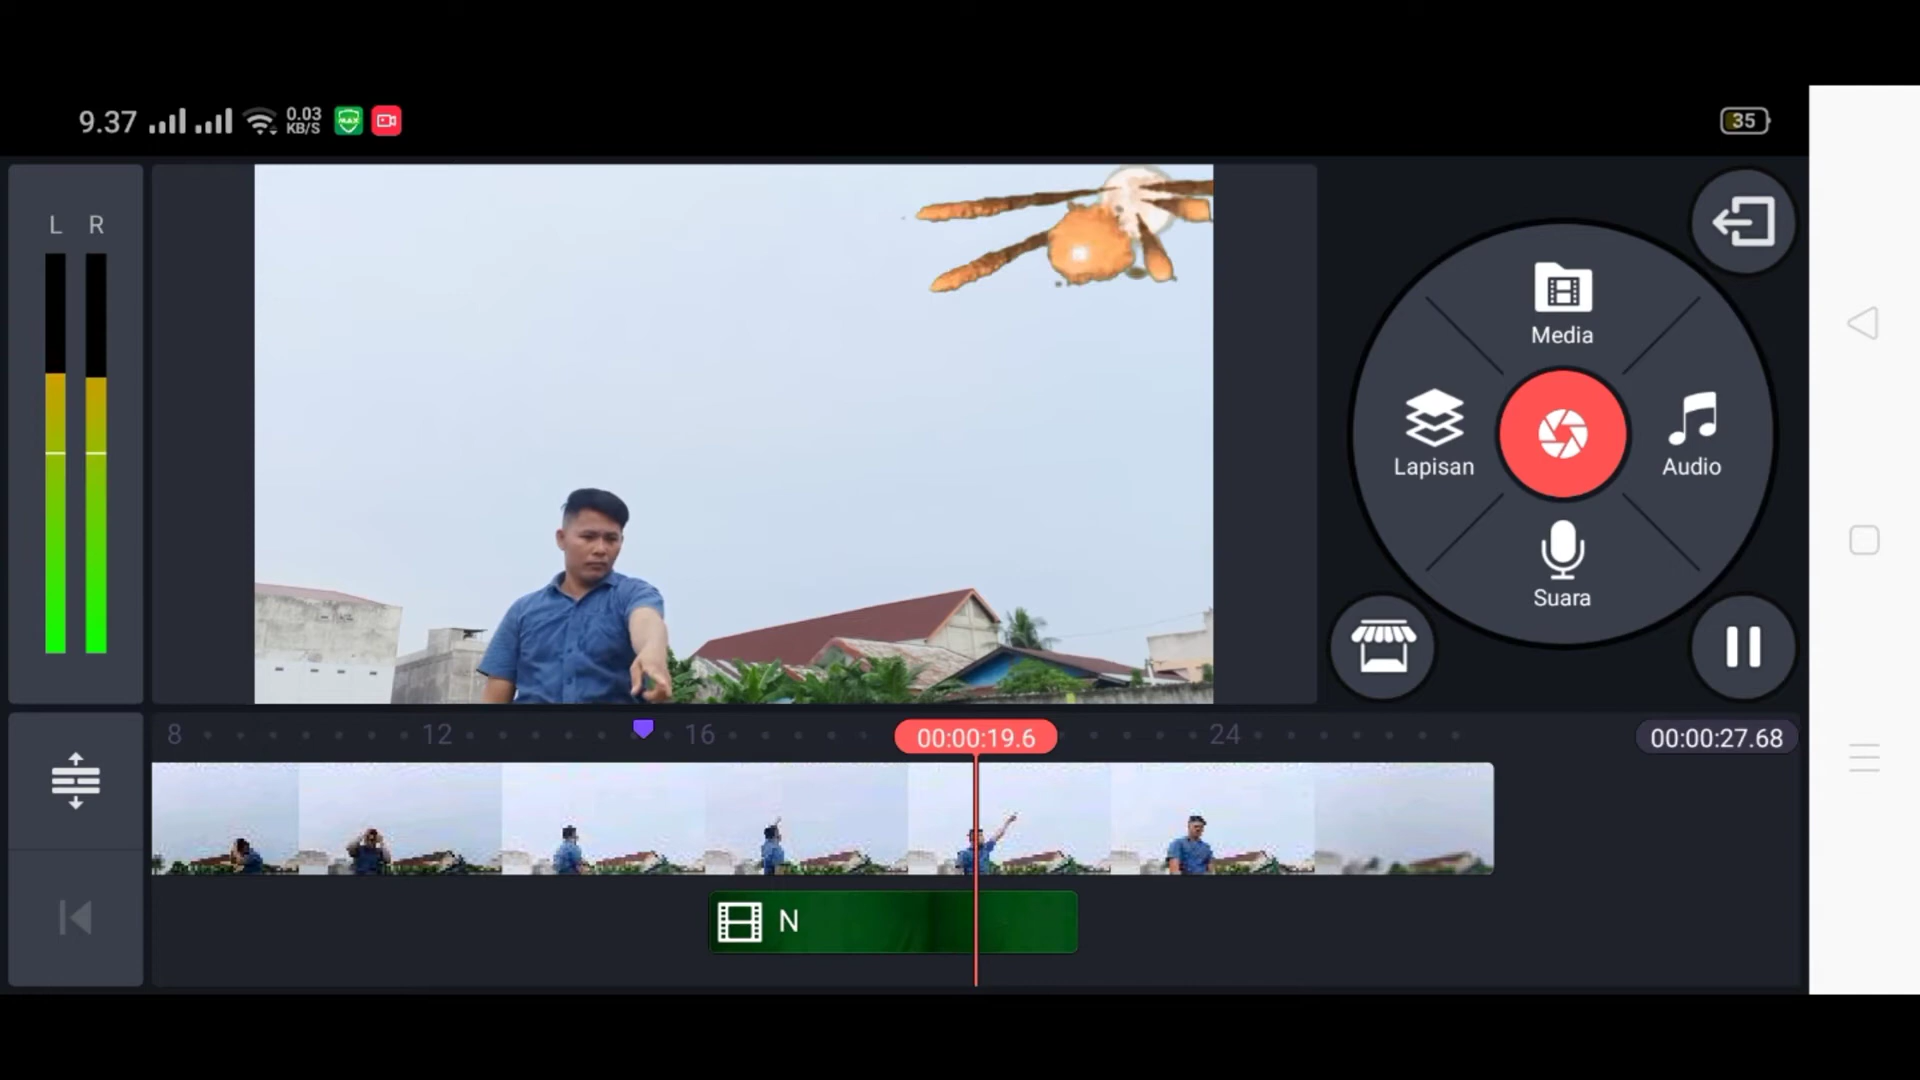 9.37
0.03
KB/S
MAX
35
L R
Media
Lapisan
Audio
Suara
8
12
16
00:00:19.6
24
00:00:27.68
N